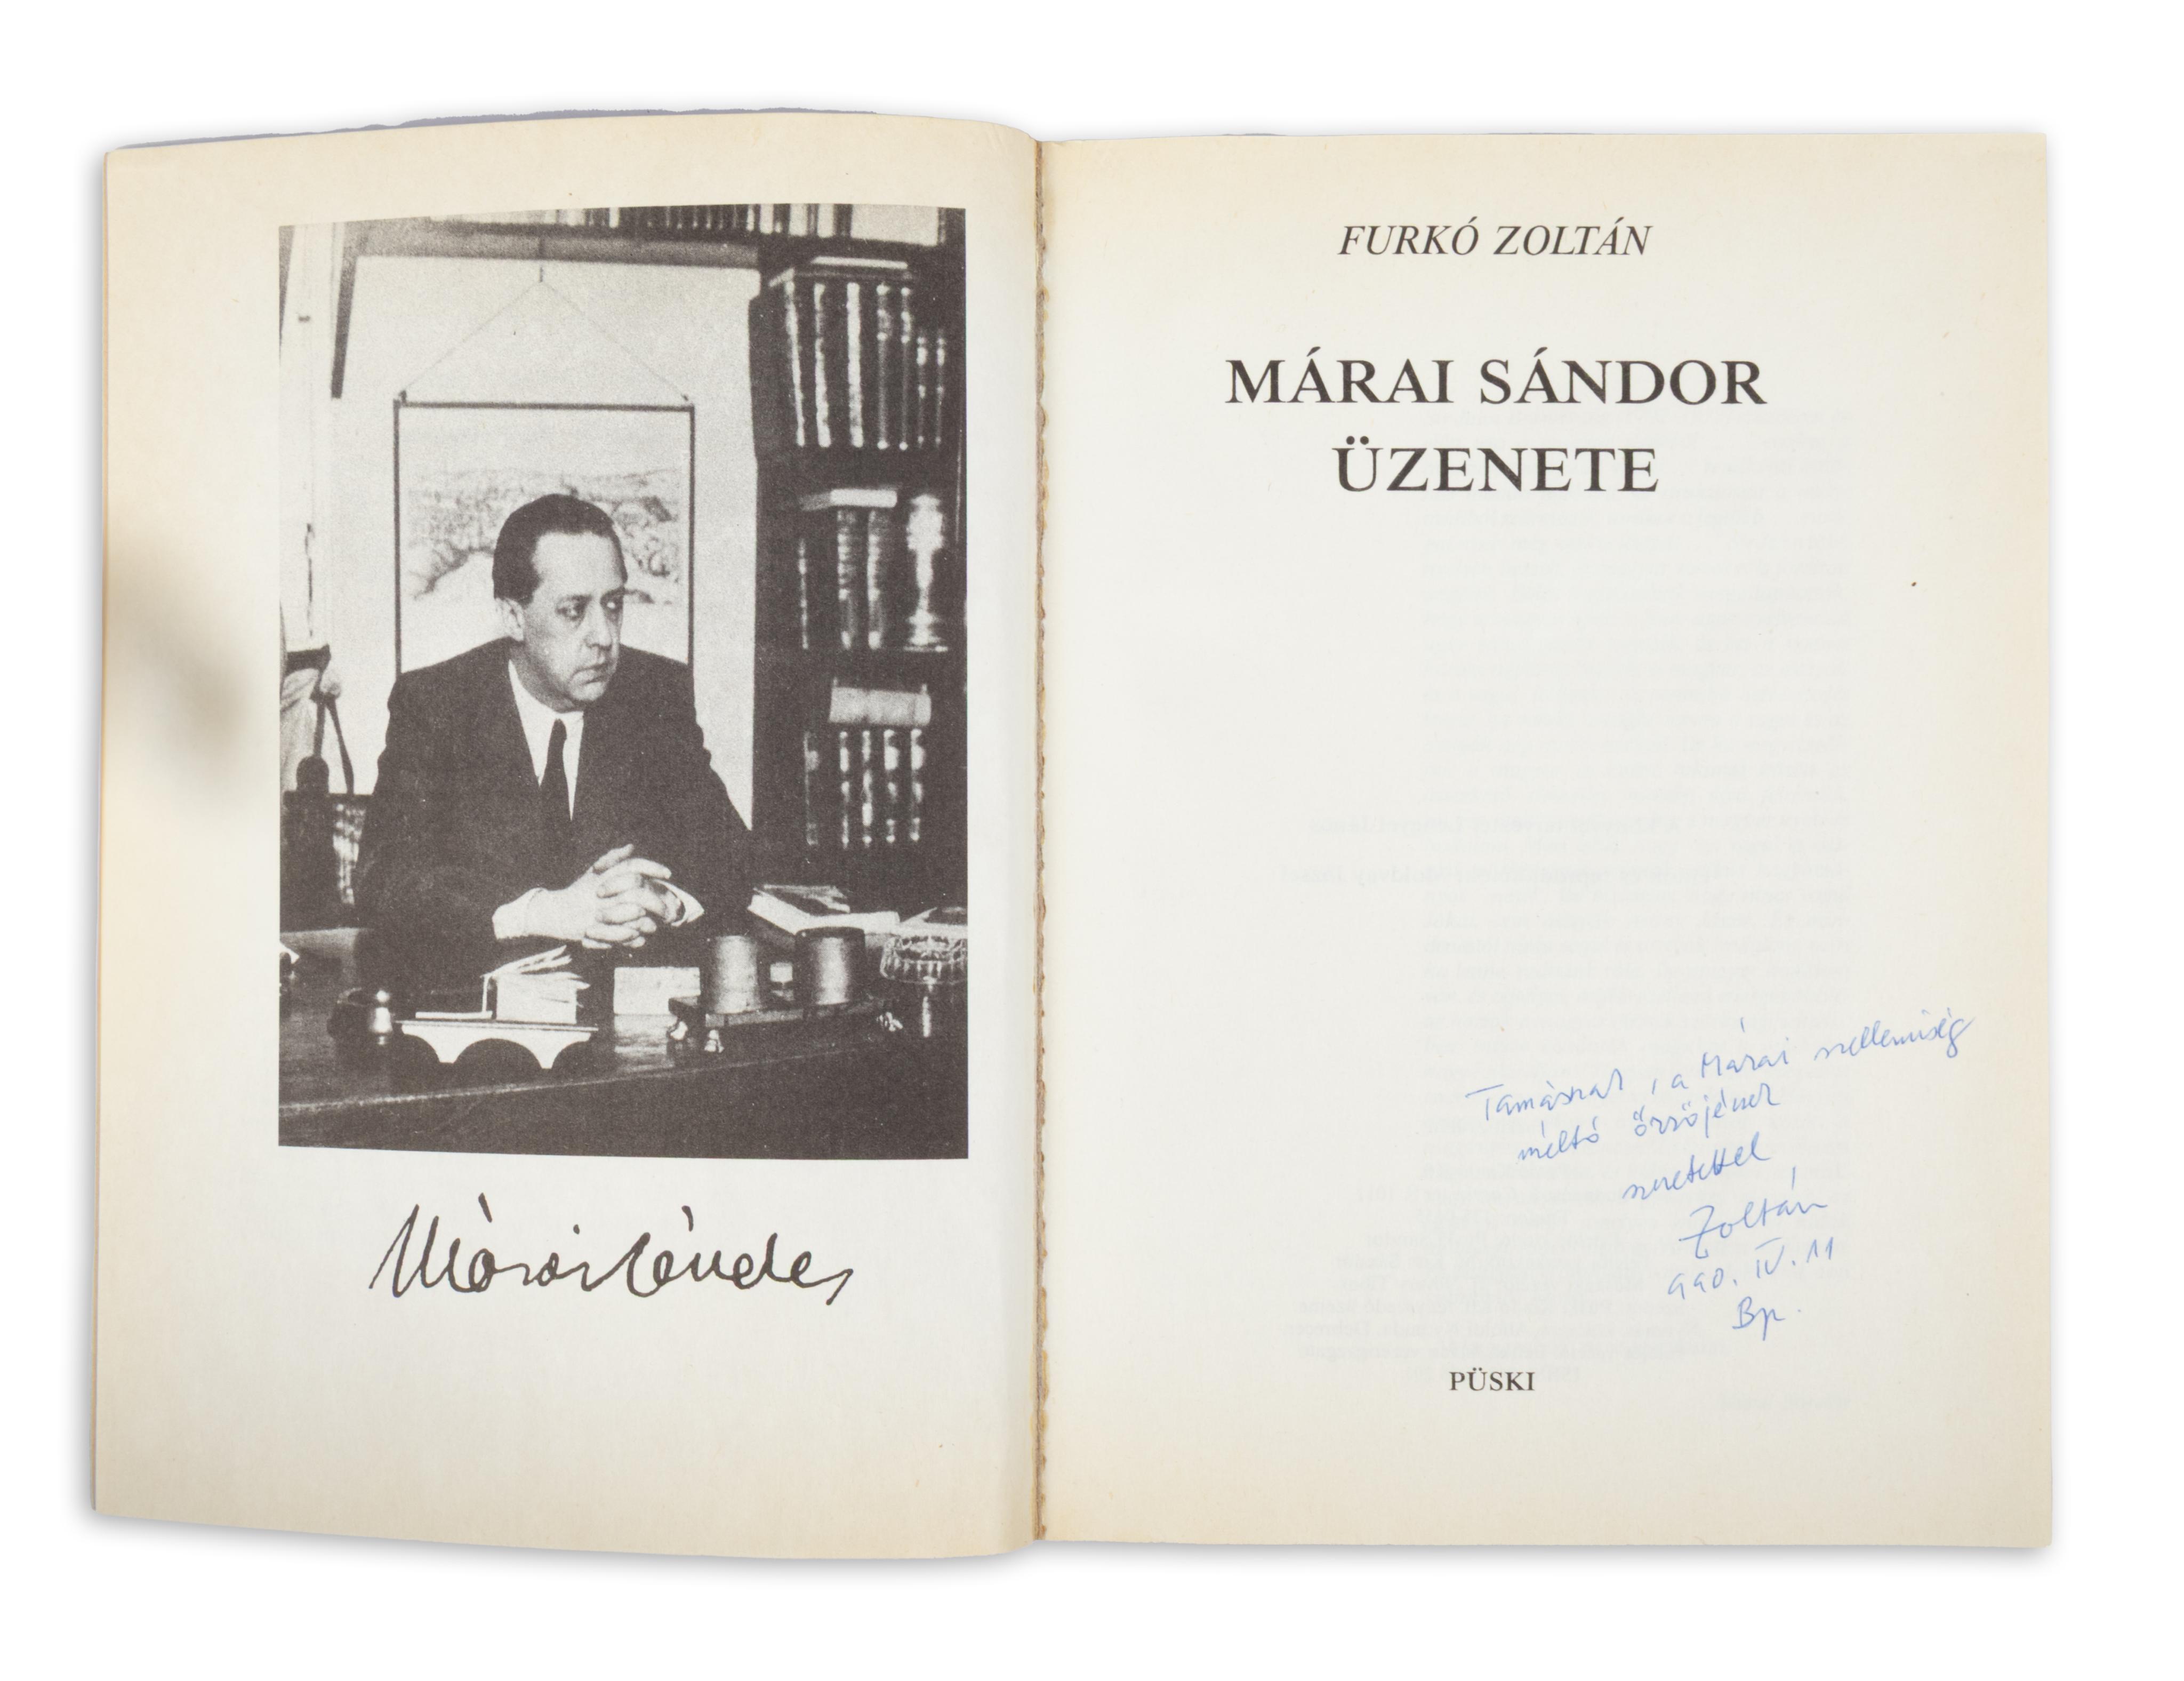 Márai Sándor
FURKÓ ZOLTÁN
MÁRAI SÁNDOR
ÜZENETE
Tamásnak, a Márai szellemiség
méltó őrzőjének
szeretettel
Zoltán
990. IV. 11
Bp.
PÜSKI